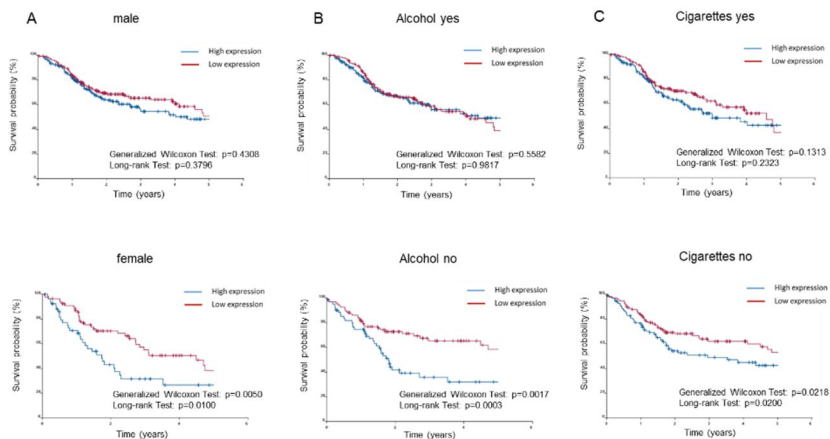 A
male
Survival probability (%)
High expression
Low expression
Generalized Wilcoxon Test: p=0.4308
Long-rank Test: p=0.3796
Time (years)
B
Alcohol yes
Survival probability (%)
High expression
Low expression
Generalized Wilcoxon Test: p=0.5582
Long-rank Test: p=0.9817
Time (years)
C
Cigarettes yes
Survival probability (%)
High expression
Low expression
Generalized Wilcoxon Test: p=0.1313
Long-rank Test: p=0.2323
Time (years)
female
Survival probability (%)
High expression
Low expression
Generalized Wilcoxon Test: p=0.0050
Long-rank Test: p=0.0100
Time (years)
Alcohol no
Survival probability (%)
High expression
Low expression
Generalized Wilcoxon Test: p=0.0017
Long-rank Test: p=0.0003
Time (years)
Cigarettes no
Survival probability (%)
High expression
Low expression
Generalized Wilcoxon Test: p=0.0218
Long-rank Test: p=0.0200
Time (years)